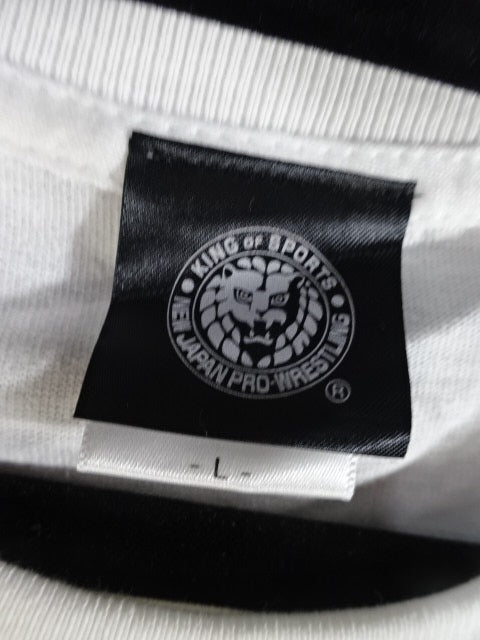 KING OF SPORTS
NEW JAPAN PRO-WRESTLING
®
- L -